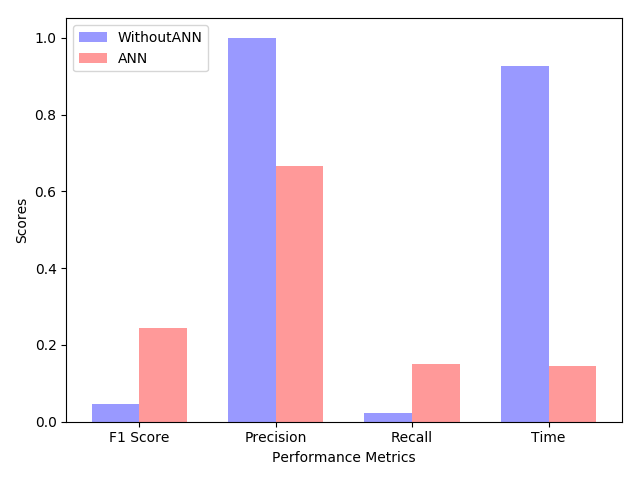 WithoutANN
ANN
1.0
0.8
0.6
0.4
0.2
0.0
Scores
F1 Score Precision Recall Time
Performance Metrics